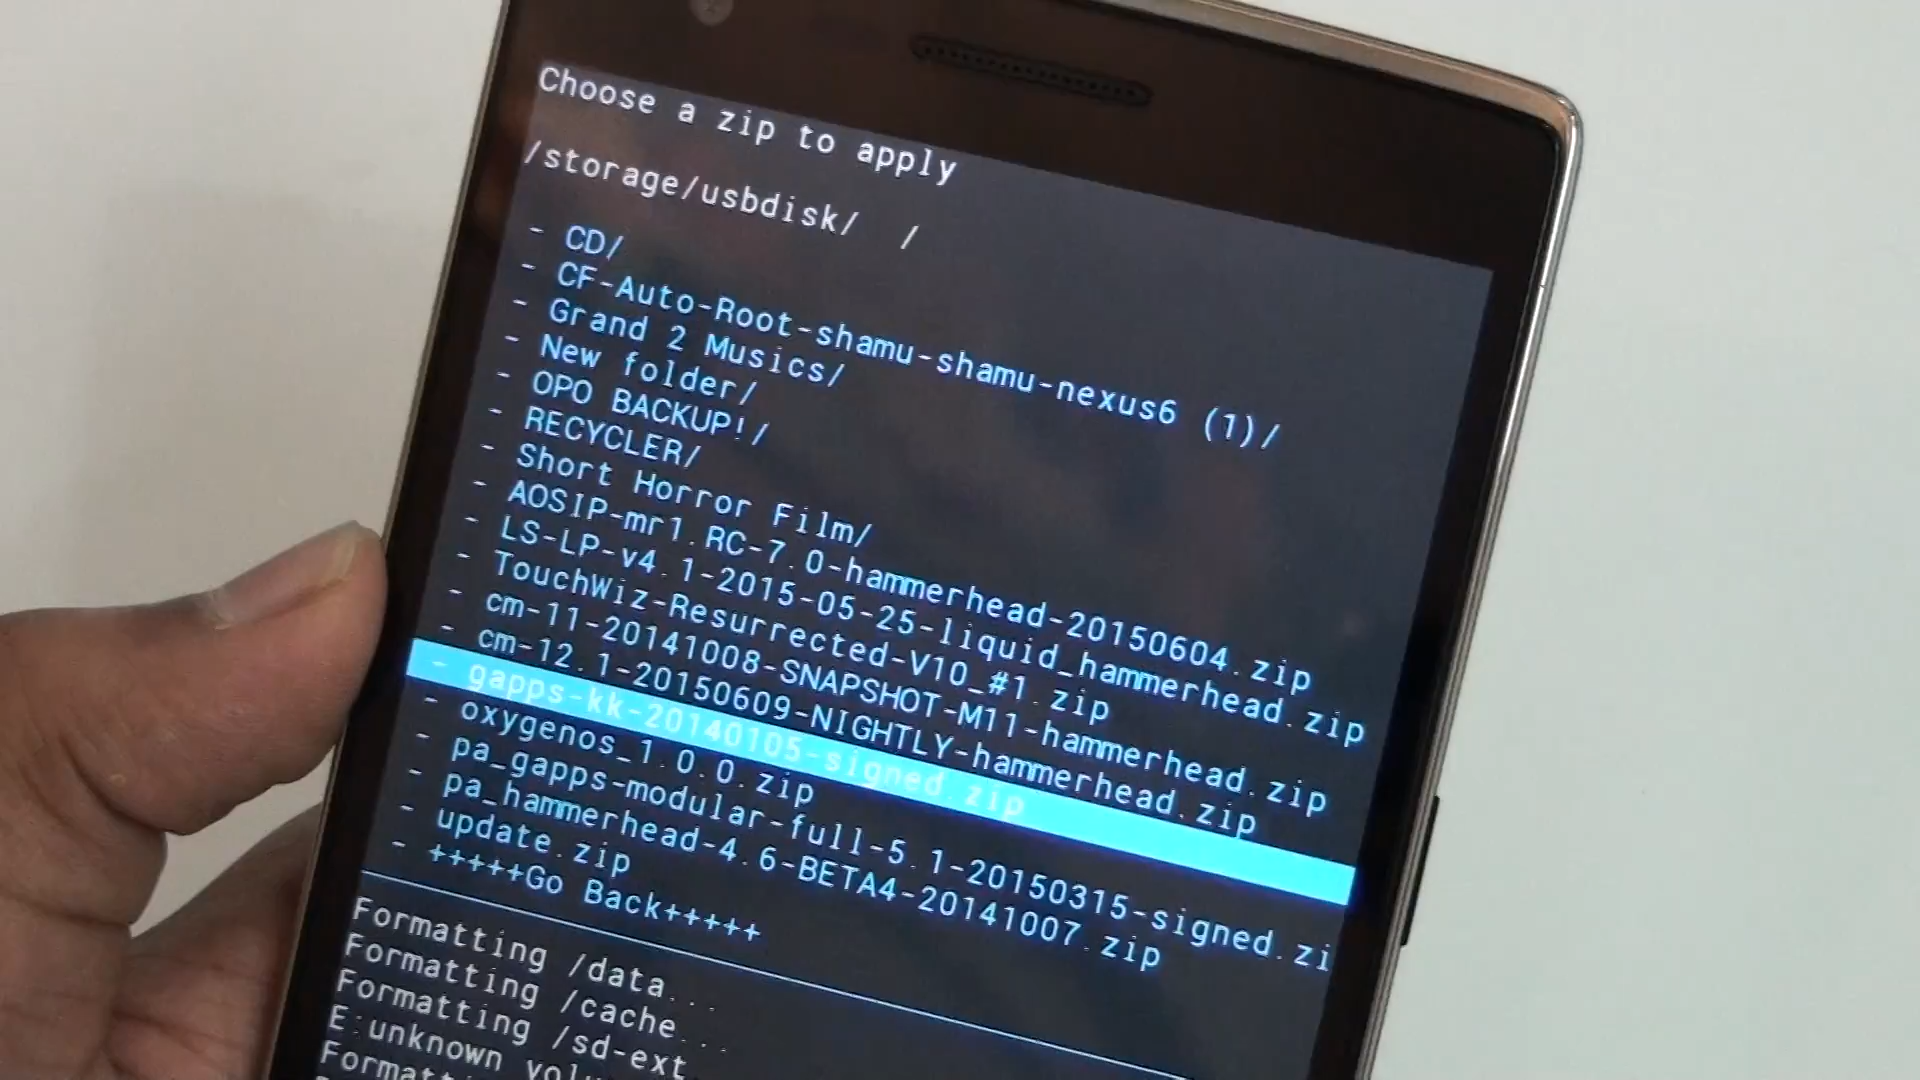 Choose a zip to apply
/storage/usbdisk/ /
- CD/
- CF-Auto-Root-shamu-shamu-nexus6 (1)/
- Grand 2 Musics/
- New folder/
- OPO BACKUP!/
- RECYCLER/
- Short Horror Film/
- AOSIP-mr1.RC-7.0-hammerhead-20150604.zip
- LS-LP-v4.1-2015-05-25-liquid_hammerhead.zip
- TouchWiz-Resurrected-V10_#1.zip
- cm-11-20141008-SNAPSHOT-M11-hammerhead.zip
- cm-12.1-20150609-NIGHTLY-hammerhead.zip
- gapps-kk-20140105-signed.zip
- oxygenos_1.0.0.zip
- pa_gapps-modular-full-5.1-20150315-signed.zi
- pa_hammerhead-4.6-BETA4-20141007.zip
- update.zip
- +++++Go Back+++++
Formatting /data...
Formatting /cache...
Formatting /sd-ext
E:unknown